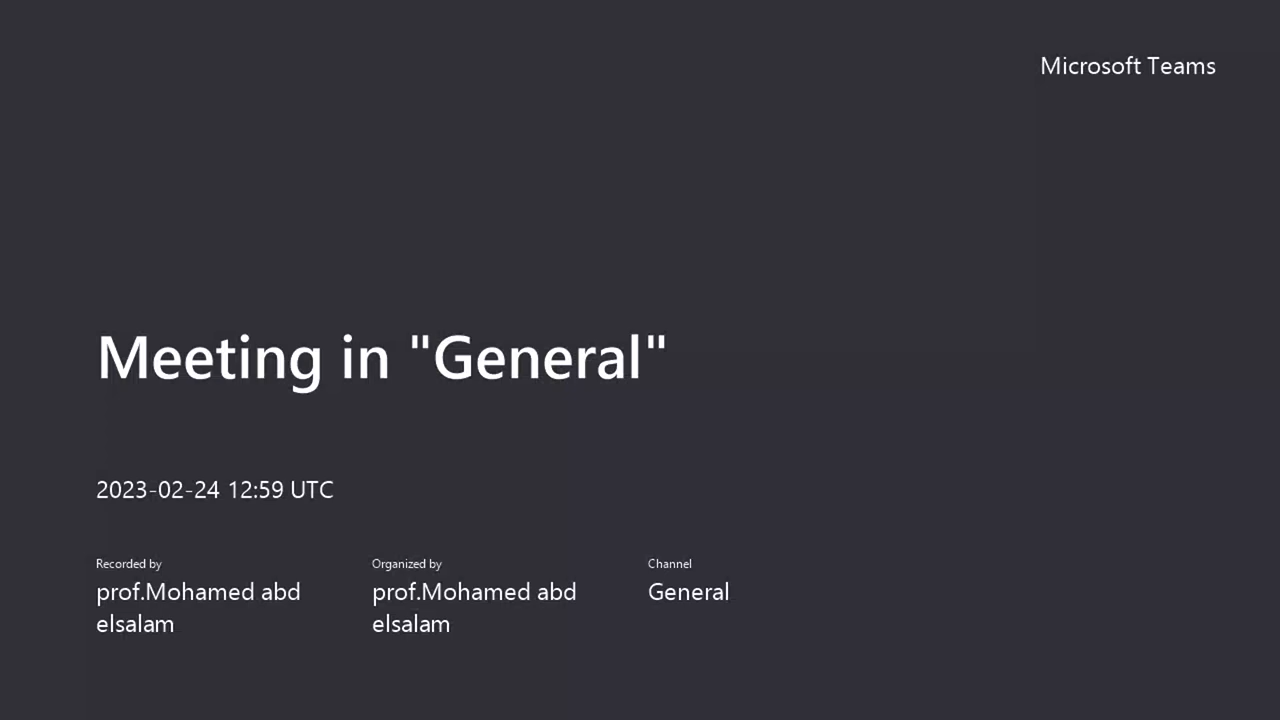 Microsoft Teams
Meeting in "General"
2023-02-24 12:59 UTC
Recorded by
prof.Mohamed abd
elsalam
Organized by
prof.Mohamed abd
elsalam
Channel
General